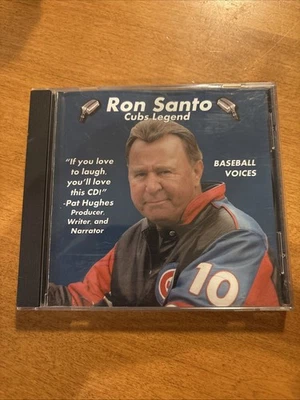 Ron Santo
Cubs Legend
"If you love
to laugh,
you'll love
this CD!"
-Pat Hughes
Producer,
Writer, and
Narrator
BASEBALL
VOICES
10